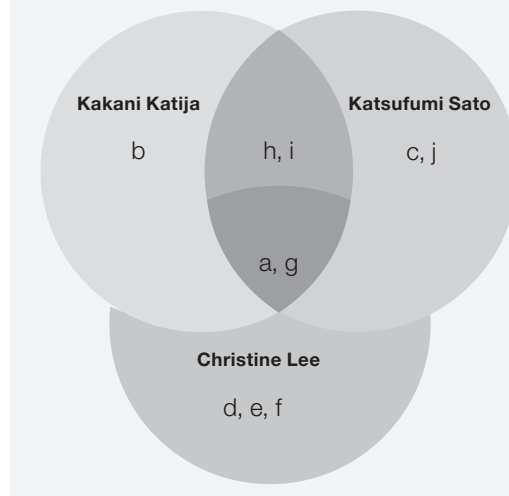 Kakani Katija
Katsufumi Sato
b
h, i
c, j
a, g
Christine Lee
d, e, f